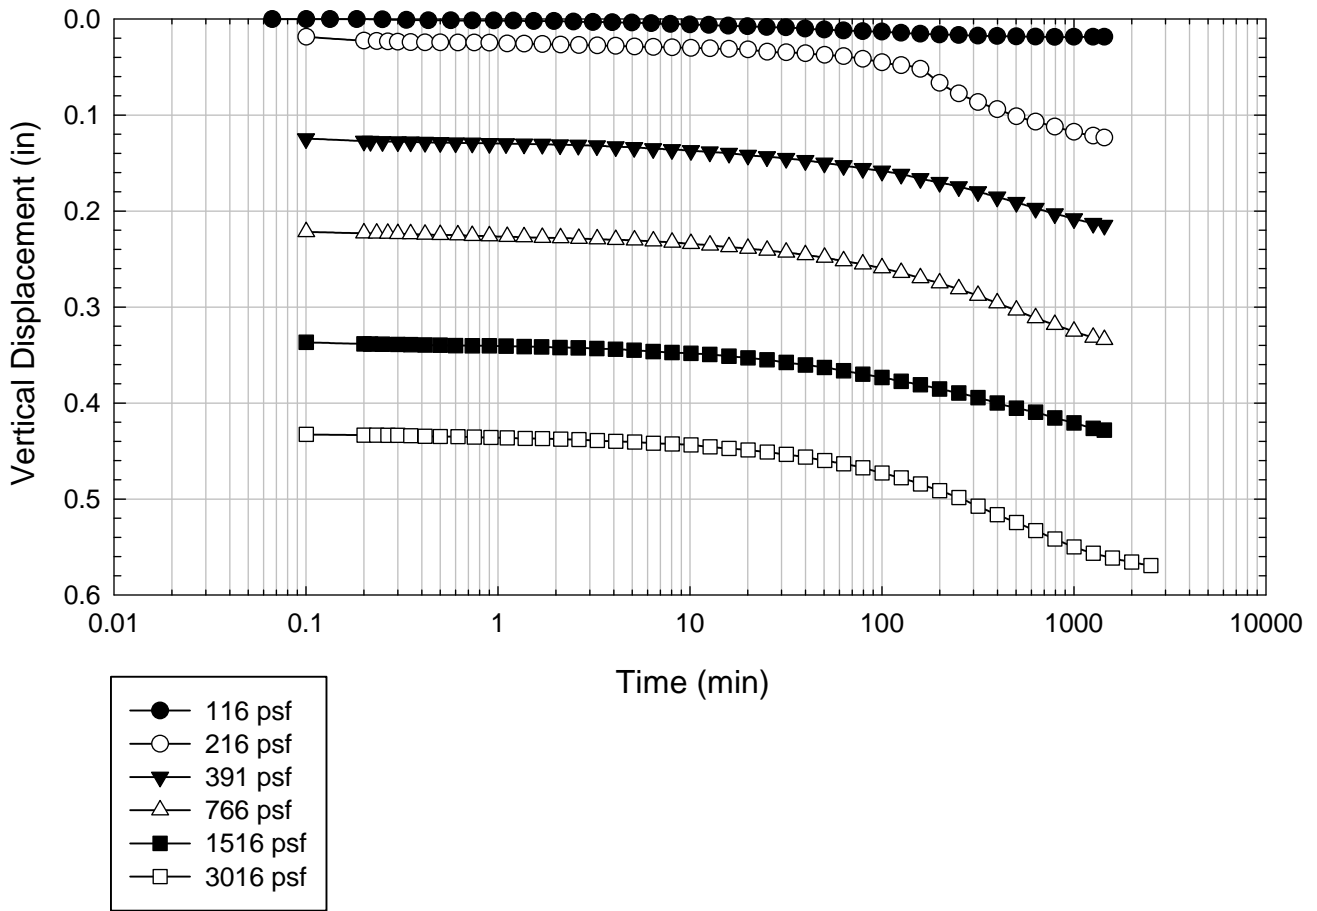 Vertical Displacement (in)
0.0
0.1
0.2
0.3
0.4
0.5
0.6
0.01 0.1 1 10 100 1000 10000
Time (min)
116 psf
216 psf
391 psf
766 psf
1516 psf
3016 psf